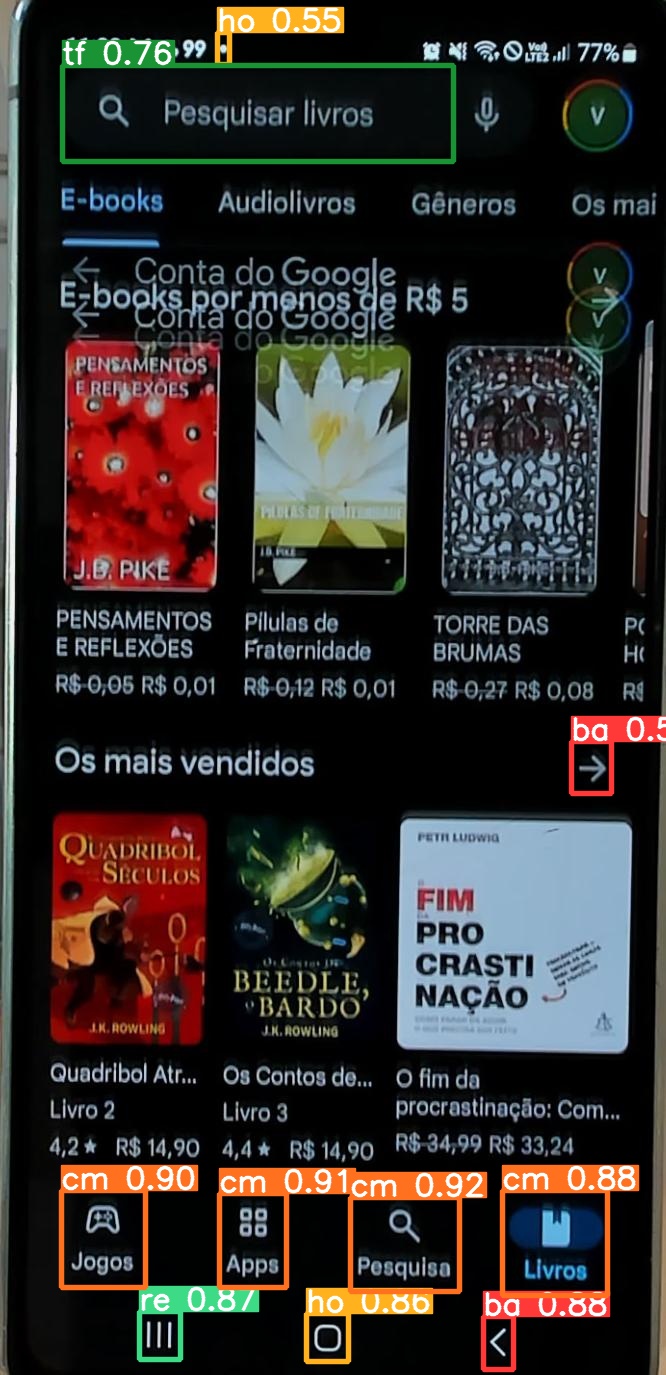 ho 0.55
tf 0.76
99
77%
Pesquisar livros
V
E-books
Audiolivros
Gêneros
Os mai
Conta do Google
V
E-books por menos de R$ 5
Conta do Google
V
Conta do Google
PENSAMENTOS
E REFLEXÕES
J.B. PIKE
PÍLULAS DE FRATERNIDADE
J.B. PIKE
PENSAMENTOS
E REFLEXÕES
R$ 0,05 R$ 0,01
Pílulas de
Fraternidade
R$ 0,12 R$ 0,01
TORRE DAS
BRUMAS
R$ 0,27 R$ 0,08
R$
ba 0.5
Os mais vendidos
QUADRIBOL
SÉCULOS
J.K. ROWLING
OS CONTOS DE
BEEDLE,
O BARDO
J.K. ROWLING
PETR LUDWIG
O
FIM
DA
PRO
CRASTI
NAÇÃO
Quadribol Atr...
Livro 2
4,2★ R$ 14,90
Os Contos de...
Livro 3
4,4★ R$ 14,90
O fim da
procrastinação: Com...
R$ 34,99 R$ 33,24
cm 0.90
cm 0.91
cm 0.92
cm 0.88
Jogos
Apps
Pesquisa
Livros
re 0.87
ho 0.86
ba 0.88